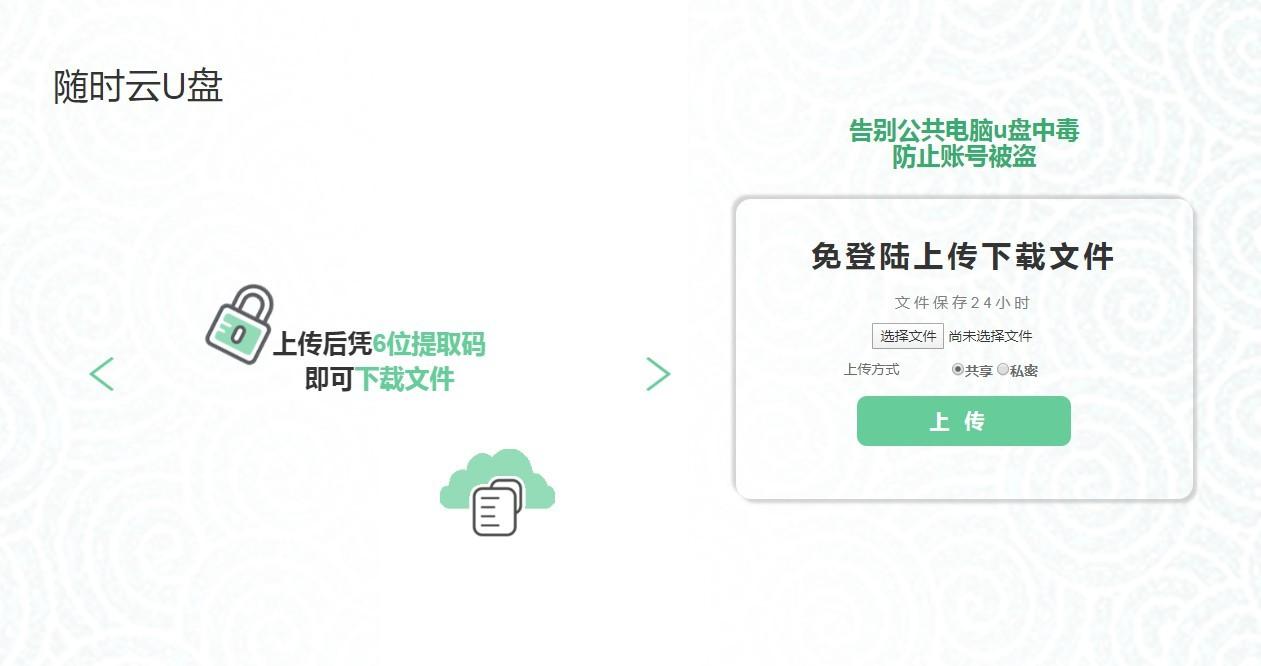 随时云U盘
告别公共电脑u盘中毒
防止账号被盗
上传后凭6位提取码
即可下载文件
免登陆上传下载文件
文件保存24小时
选择文件 尚未选择文件
上传方式 共享 私密
上 传